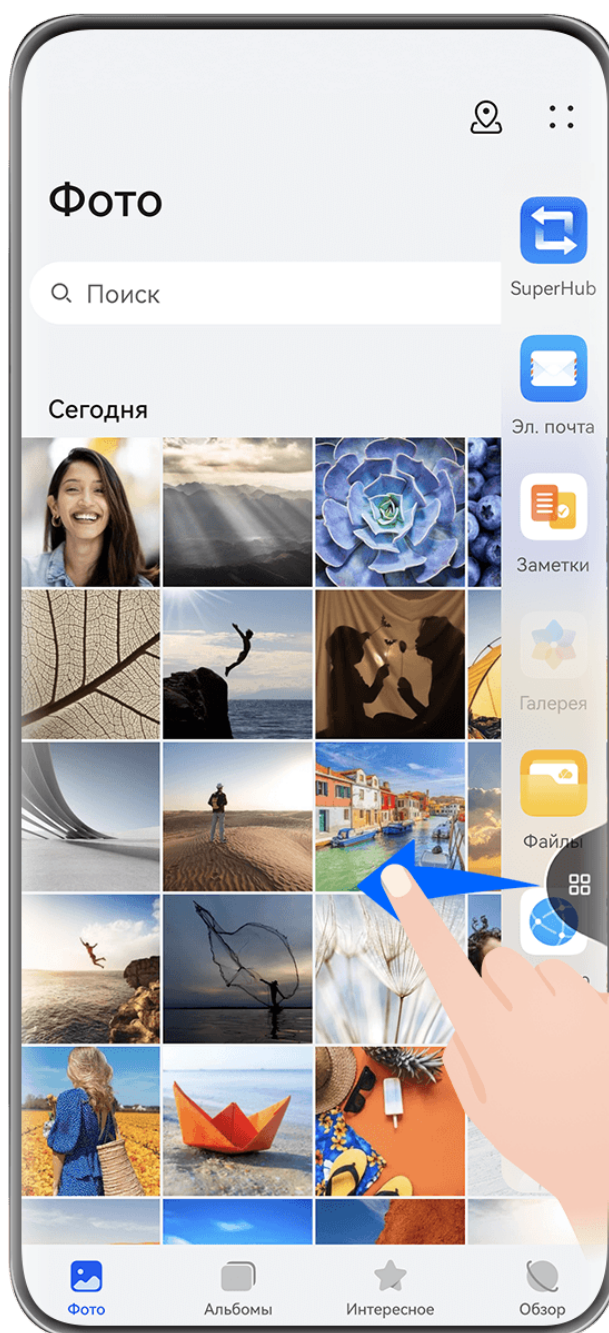 Фото
Поиск
Сегодня
SuperHub
Эл. почта
Заметки
Галерея
Файлы
Фото
Альбомы
Интересное
Обзор